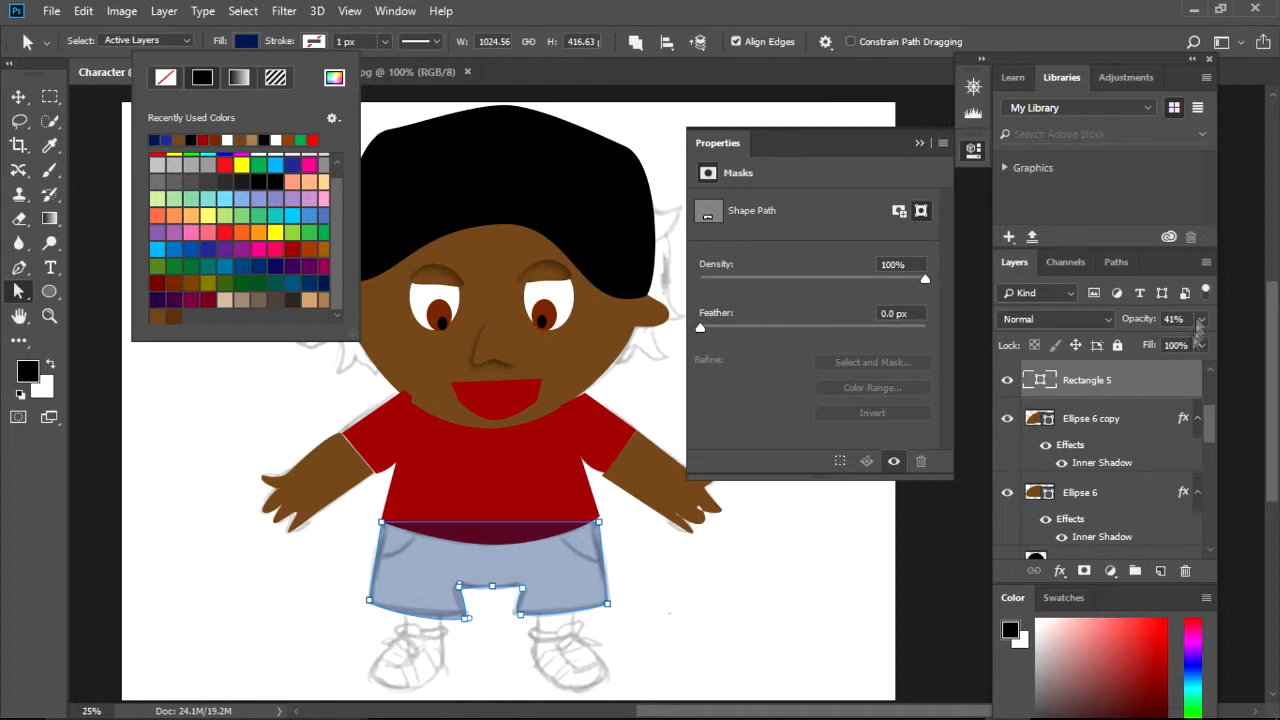 Ps File Edit Image Layer Type Select Filter 3D View Window Help
Select: Active Layers Fill: Stroke: 1 px W: 1024.56 H: 416.63 Align Edges Constrain Path Dragging
Character
pg @ 100% (RGB/8) ×
Recently Used Colors
Properties
Masks
Shape Path
Density: 100%
Feather: 0.0 px
Refine: Select and Mask...
Color Range...
Invert
Learn Libraries Adjustments
My Library
Search Adobe Stock
Graphics
Layers Channels Paths
Kind
Normal Opacity: 41%
Lock: Fill: 100%
Rectangle 5
Ellipse 6 copy fx
Effects
Inner Shadow
Ellipse 6 fx
Effects
Inner Shadow
fx
Color Swatches
25% Doc: 24.1M/19.2M